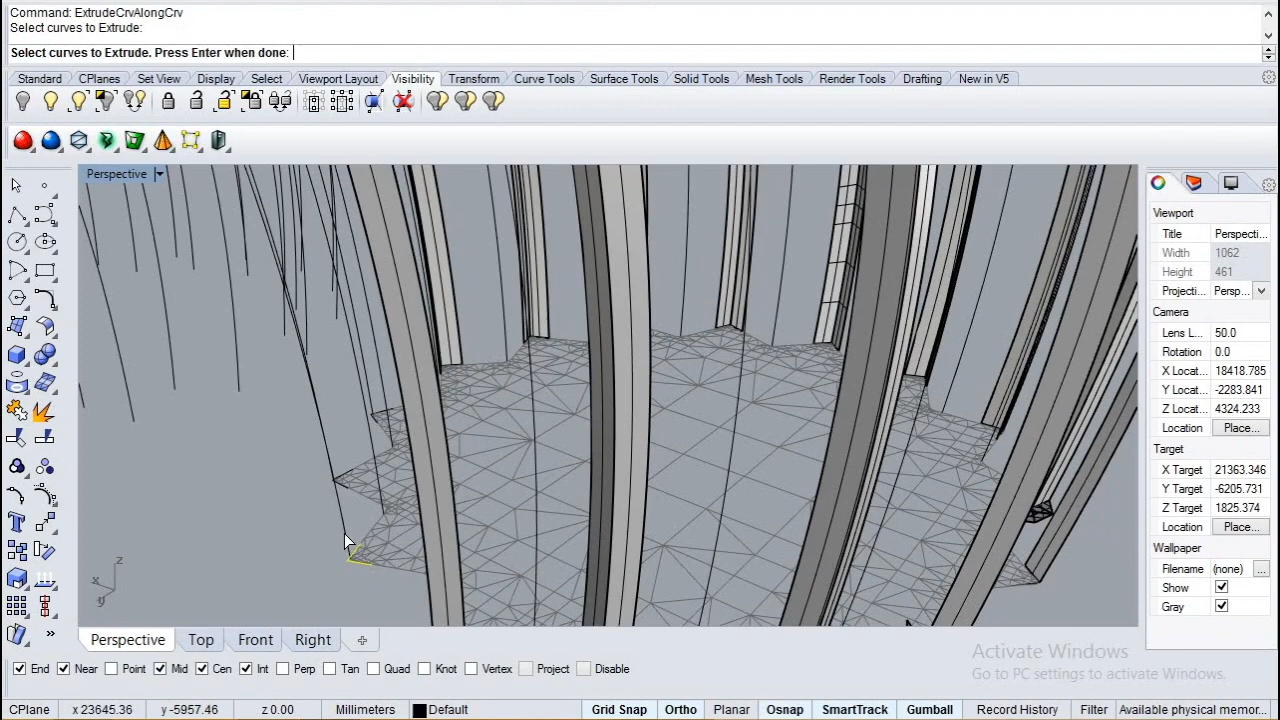 Command: ExtrudeCrvAlongCrv
Select curves to Extrude:
Select curves to Extrude. Press Enter when done:
Standard CPlanes Set View Display Select Viewport Layout Visibility Transform Curve Tools Surface Tools Solid Tools Mesh Tools Render Tools Drafting New in V5
Perspective
Viewport
Title Perspecti...
Width 1062
Height 461
Projecti... Persp...
Camera
Lens L... 50.0
Rotation 0.0
X Locat... 18418.785
Y Locat... -2283.841
Z Locat... 4324.233
Location Place...
Target
X Target 21363.346
Y Target -6205.731
Z Target 1825.374
Location Place...
Wallpaper
Filename (none) ...
Show
Gray
z
x
y
Perspective Top Front Right
End Near Point Mid Cen Int Perp Tan Quad Knot Vertex Project Disable
Activate Windows
Go to PC settings to activate Windows.
CPlane x 23645.36 y -5957.46 z 0.00 Millimeters Default Grid Snap Ortho Planar Osnap SmartTrack Gumball Record History Filter Available physical memor...